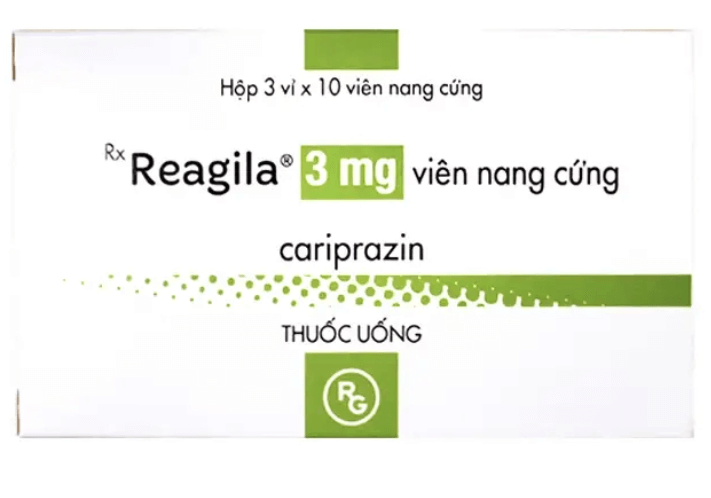 Hộp 3 vỉ x 10 viên nang cứng
Rx Reagila® 3 mg viên nang cứng
cariprazin
THUỐC UỐNG
RG